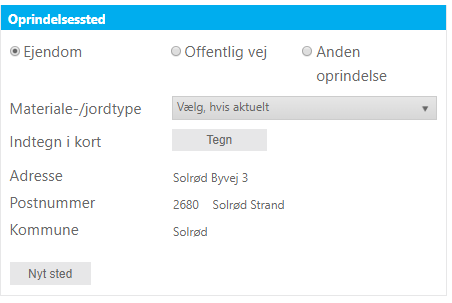 Oprindelsessted
Ejendom Offentlig vej Anden
oprindelse
Materiale-/jordtype Vælg, hvis aktuelt
Indtegn i kort Tegn
Adresse Solrød Byvej 3
Postnummer 2680 Solrød Strand
Kommune Solrød
Nyt sted